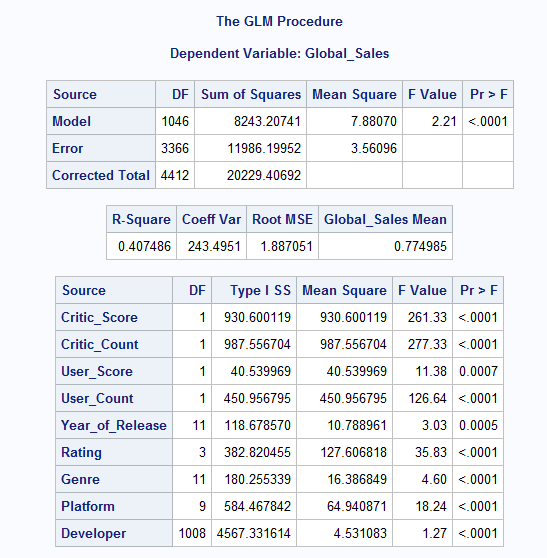 The GLM Procedure
Dependent Variable: Global_Sales
Source DF Sum of Squares Mean Square F Value Pr > F
Model 1046 8243.20741 7.88070 2.21 <.0001
Error 3366 11986.19952 3.56096
Corrected Total 4412 20229.40692
R-Square Coeff Var Root MSE Global_Sales Mean
0.407486 243.4951 1.887051 0.774985
Source DF Type I SS Mean Square F Value Pr > F
Critic_Score 1 930.600119 930.600119 261.33 <.0001
Critic_Count 1 987.556704 987.556704 277.33 <.0001
User_Score 1 40.539969 40.539969 11.38 0.0007
User_Count 1 450.956795 450.956795 126.64 <.0001
Year_of_Release 11 118.678570 10.788961 3.03 0.0005
Rating 3 382.820455 127.606818 35.83 <.0001
Genre 11 180.255339 16.386849 4.60 <.0001
Platform 9 584.467842 64.940871 18.24 <.0001
Developer 1008 4567.331614 4.531083 1.27 <.0001